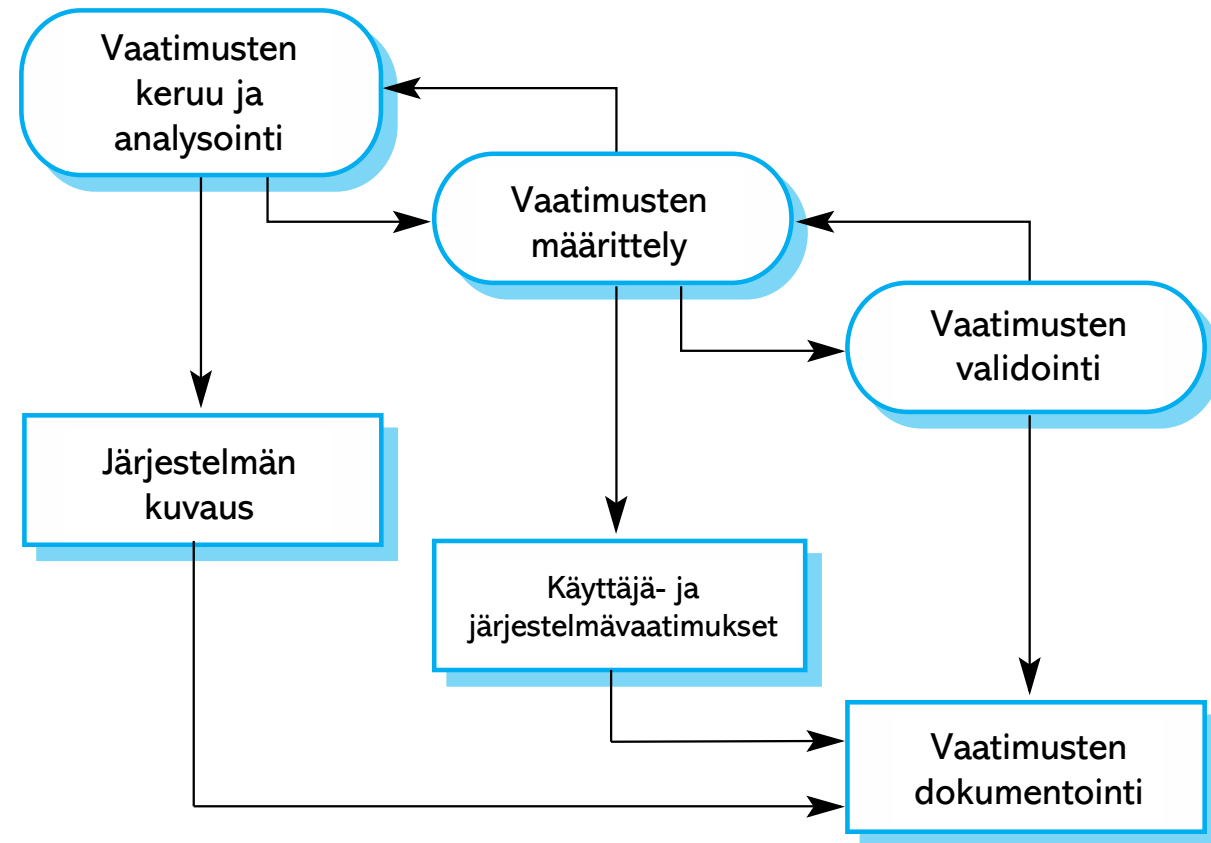 Vaatimusten
keruu ja
analysointi
Vaatimusten
määrittely
Vaatimusten
validointi
Järjestelmän
kuvaus
Käyttäjä- ja
järjestelmävaatimukset
Vaatimusten
dokumentointi